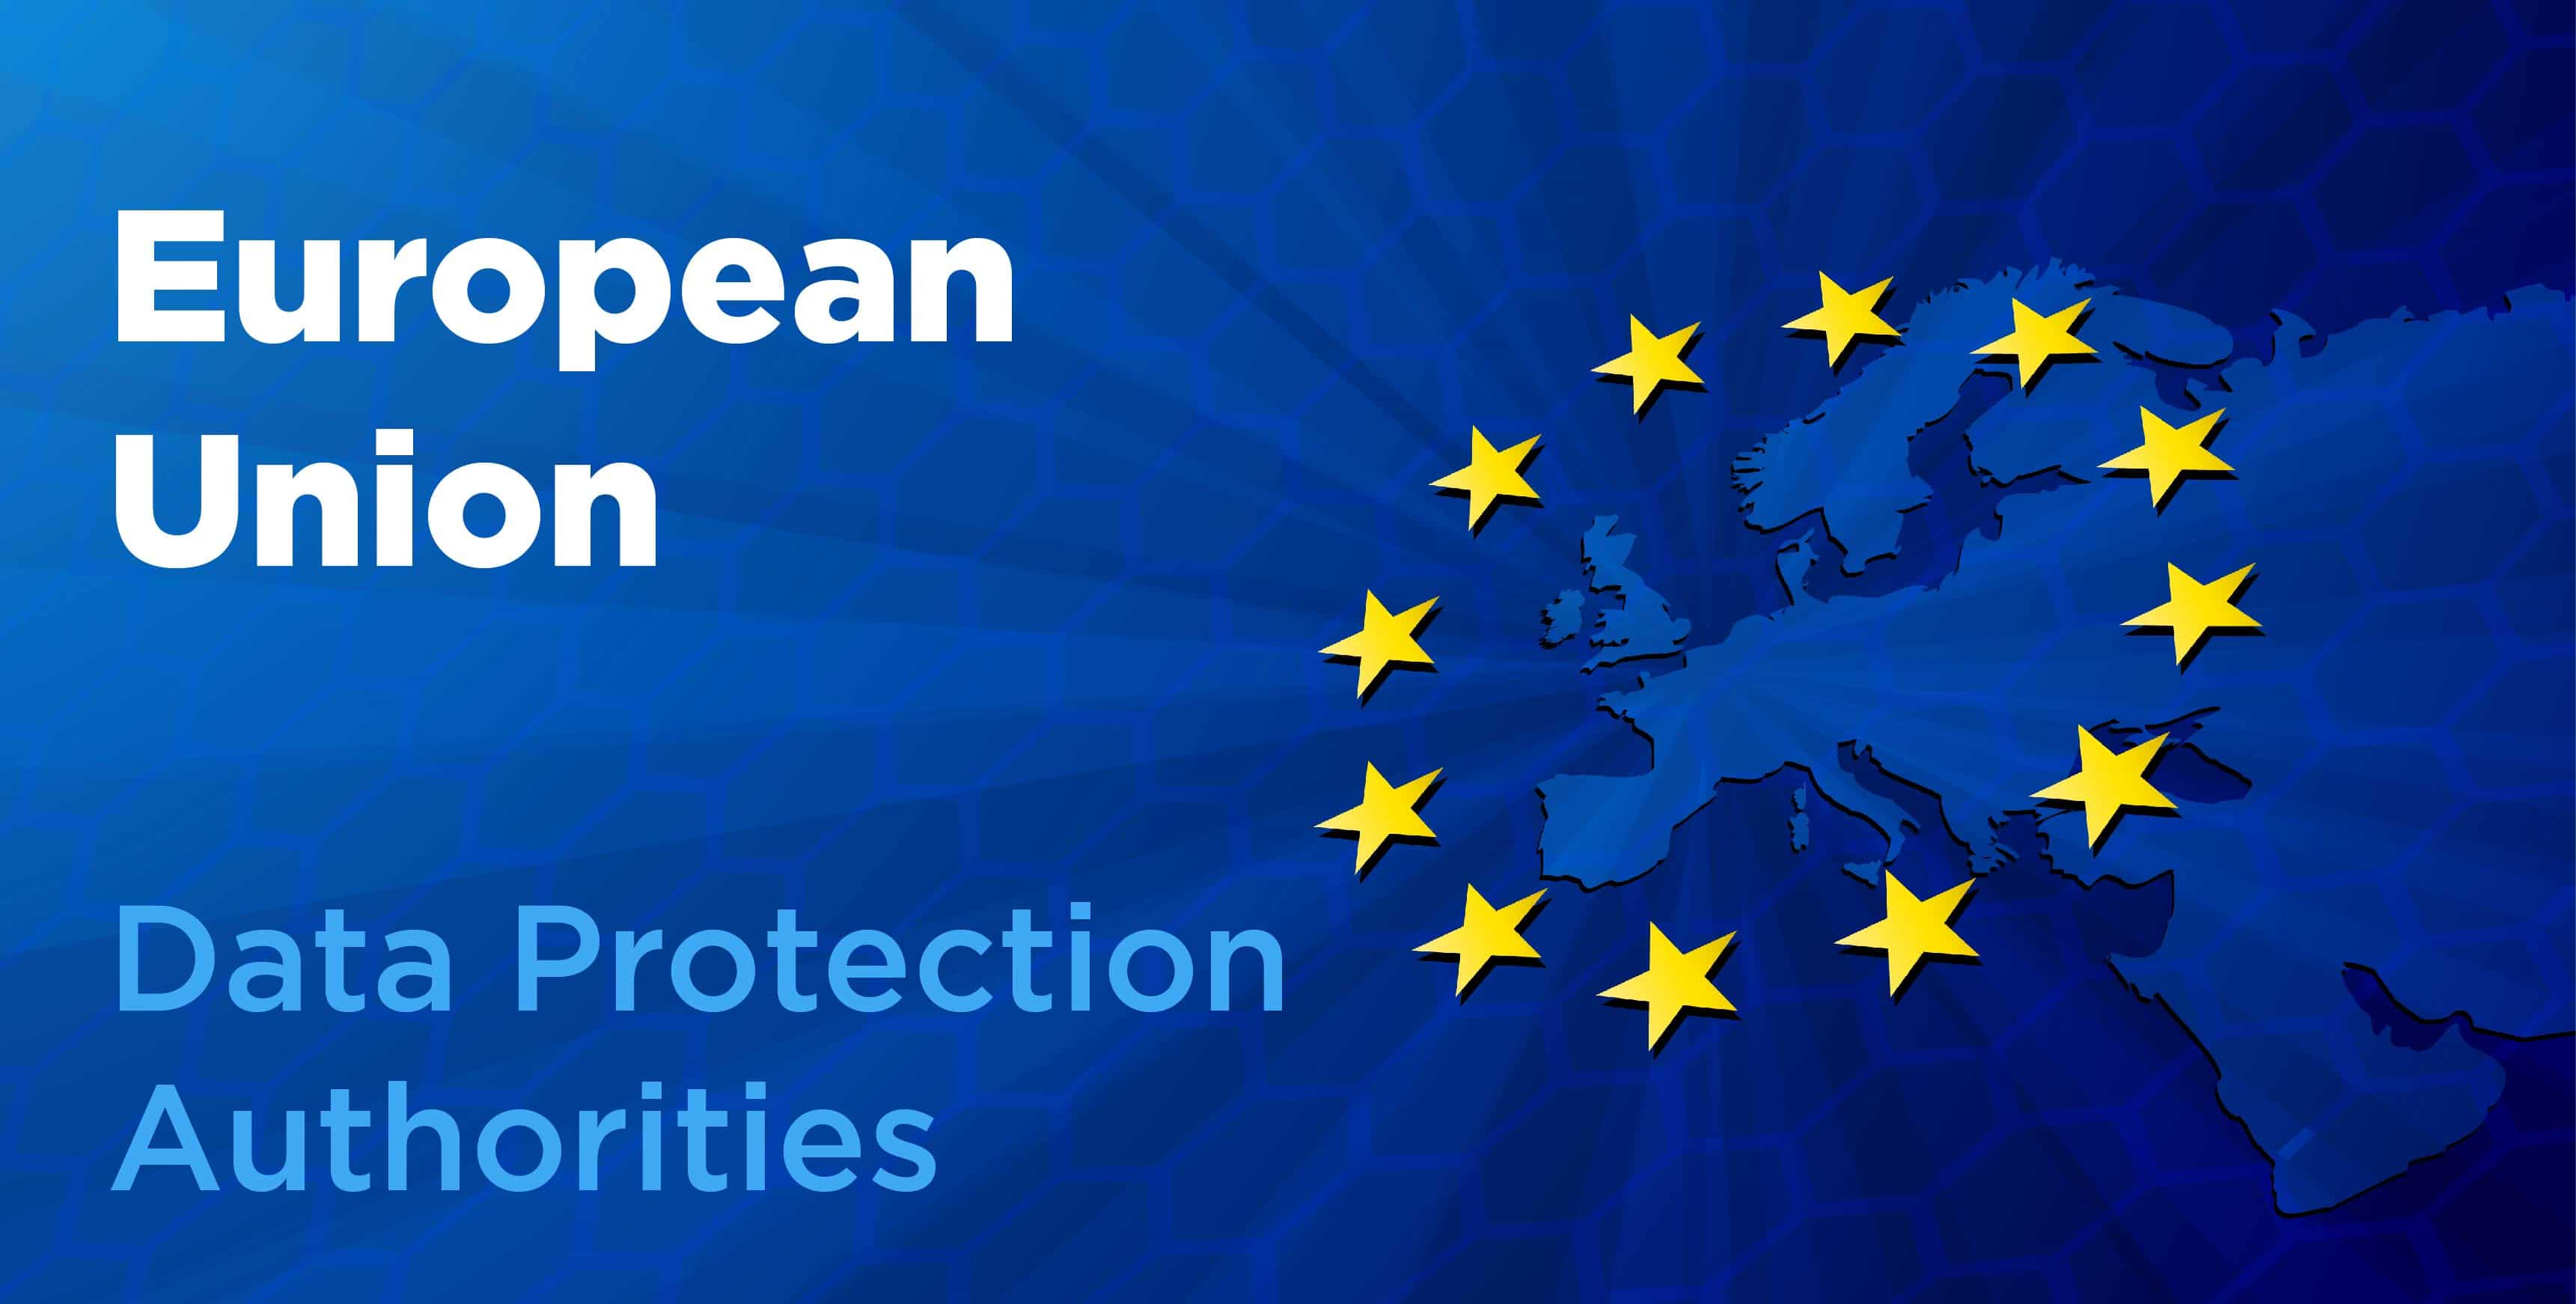 European
Union
Data Protection
Authorities